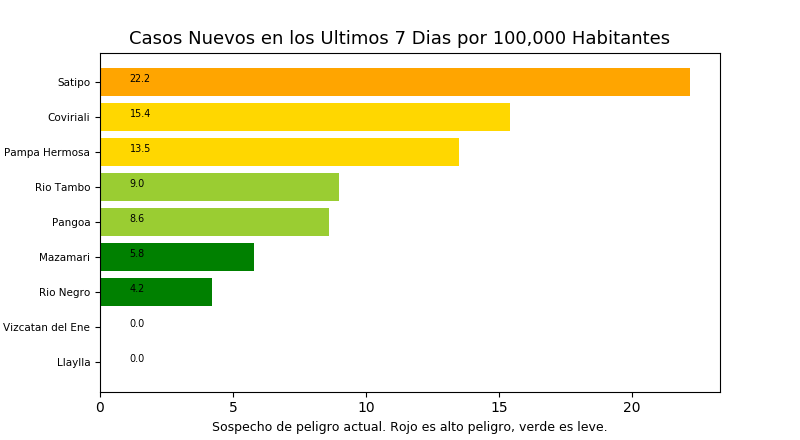 Casos Nuevos en los Ultimos 7 Dias por 100,000 Habitantes
Satipo 22.2
Coviriali 15.4
Pampa Hermosa 13.5
Rio Tambo 9.0
Pangoa 8.6
Mazamari 5.8
Rio Negro 4.2
Vizcatan del Ene 0.0
Llaylla 0.0
0 5 10 15 20
Sospecho de peligro actual. Rojo es alto peligro, verde es leve.